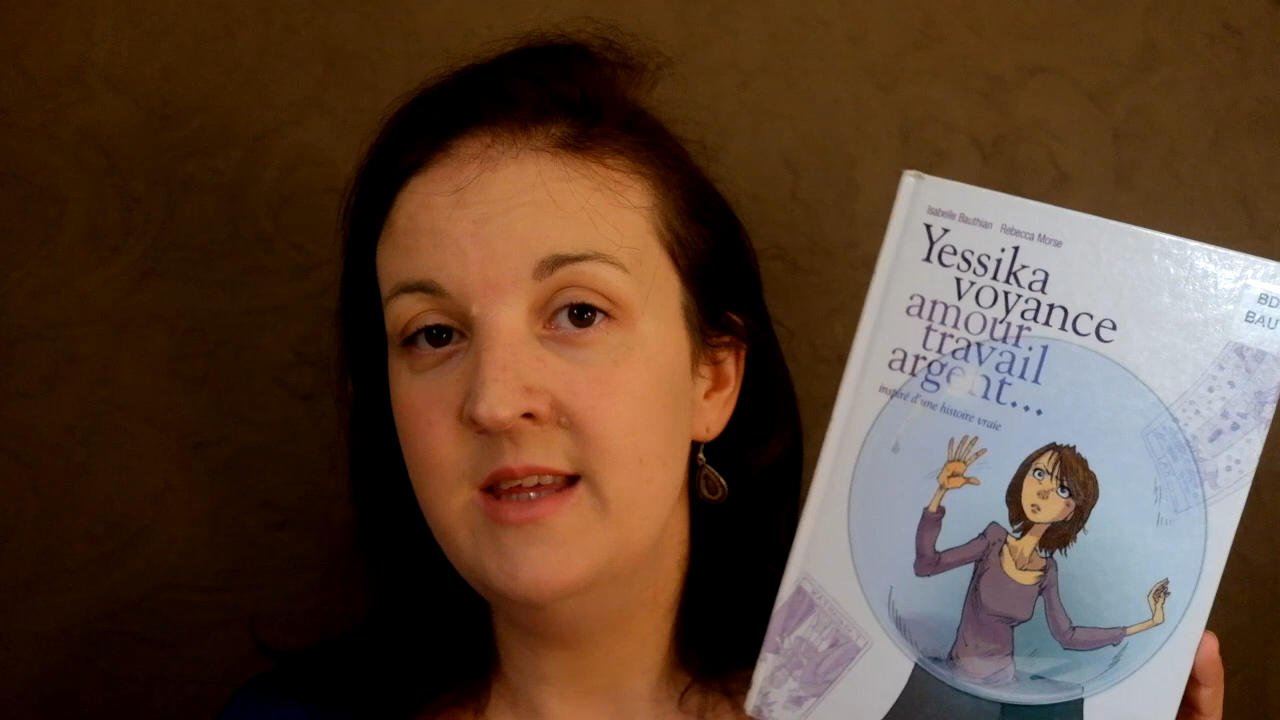 Isabelle Bauthian Rebecca Morse
Yessika
voyance
amour
travail
argent...
inspiré d'une histoire vraie
BD
BAU